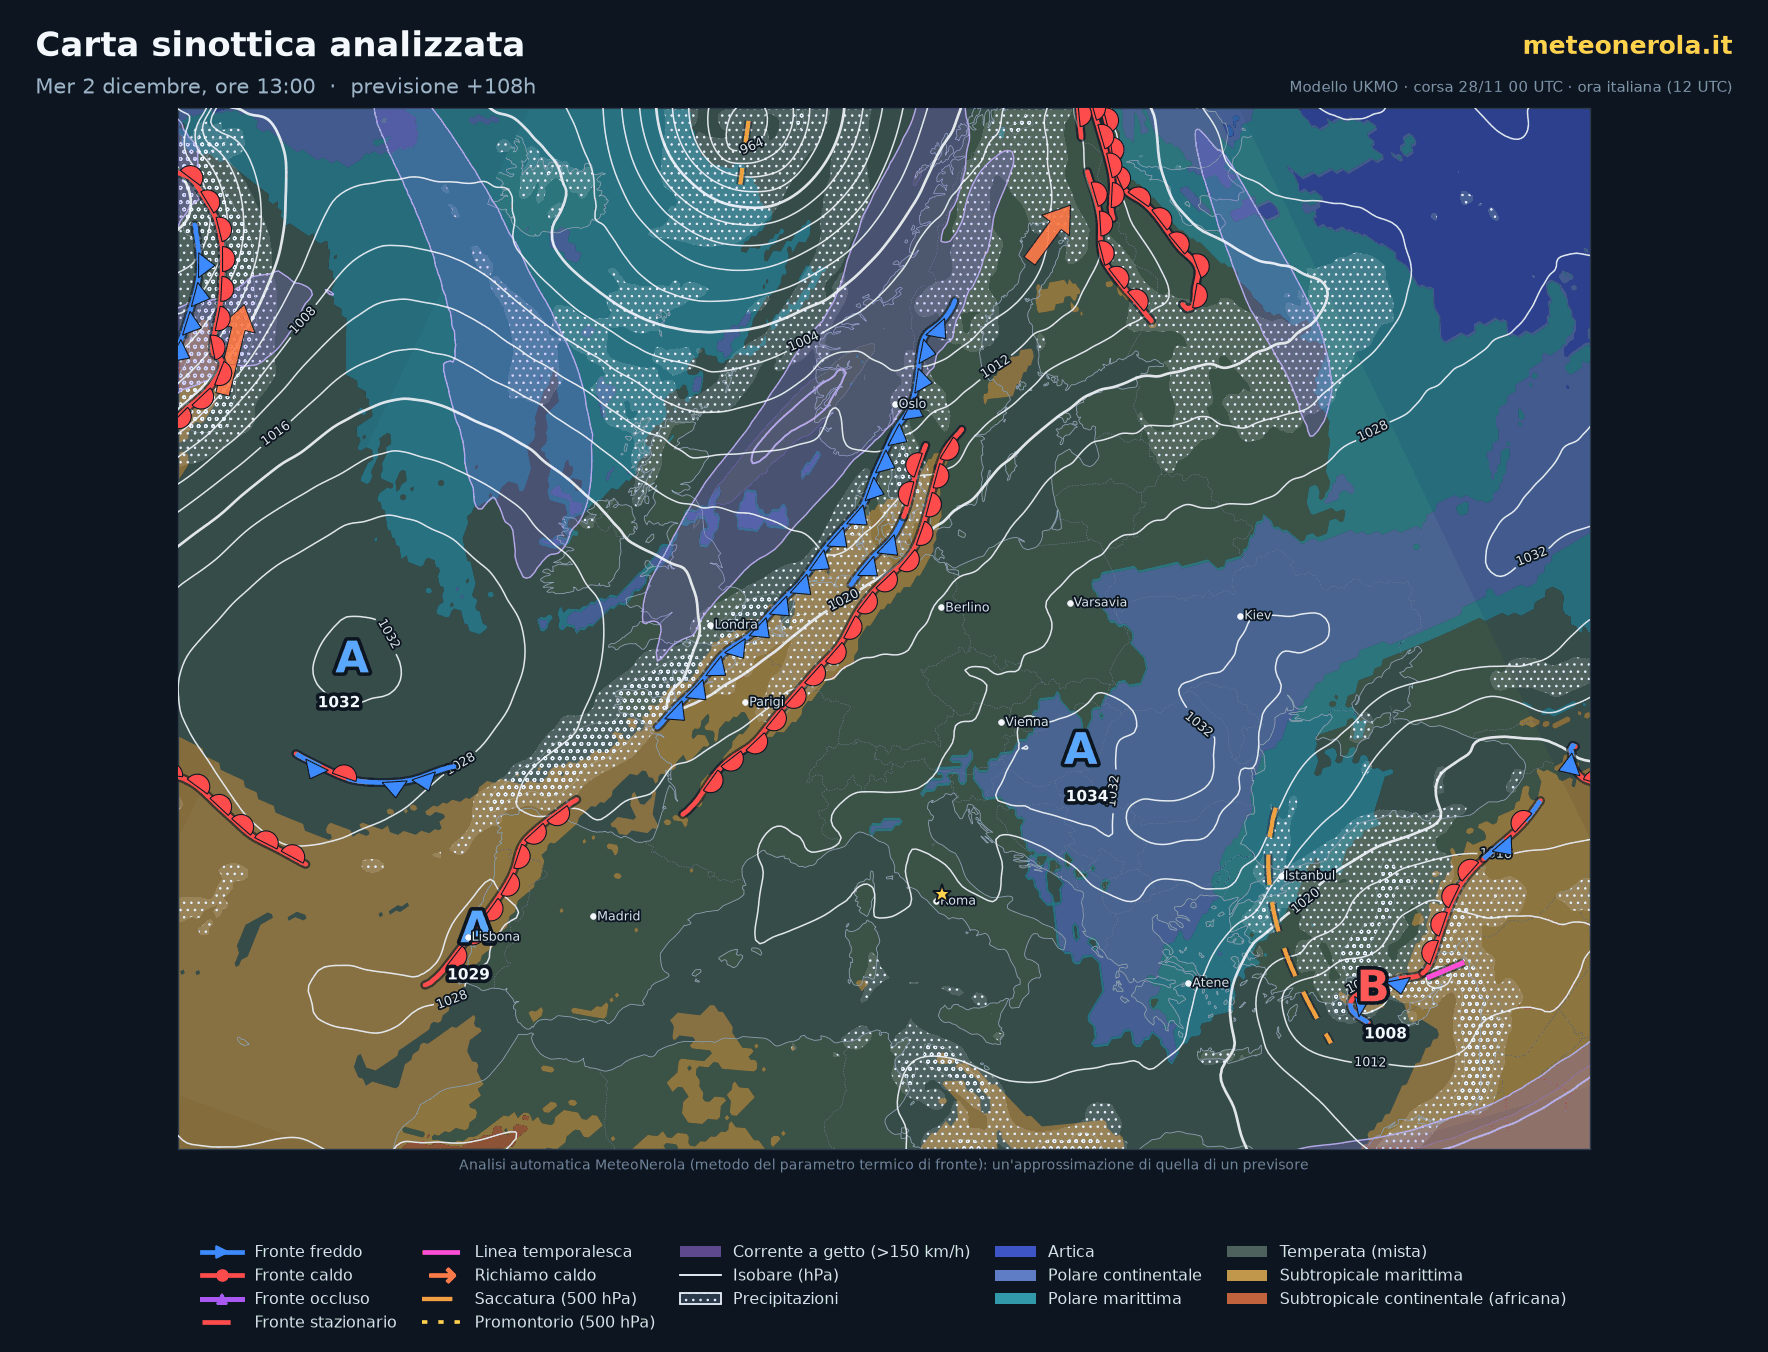 Carta sinottica analizzata
meteonerola.it
Mer 2 dicembre, ore 13:00 · previsione +108h
Modello UKMO · corsa 28/11 00 UTC · ora italiana (12 UTC)
964
1008
1004
1012
1016
Oslo
1028
1032
1020
Berlino
Varsavia
Kiev
Londra
1032
A
1032
Parigi
Vienna
1032
A
1034
1032
1028
1016
Istanbul
1020
Roma
Madrid
A
Lisbona
1029
1028
Atene
B
1008
1012
Analisi automatica MeteoNerola (metodo del parametro termico di fronte): un'approssimazione di quella di un previsore
Fronte freddo
Fronte caldo
Fronte occluso
Fronte stazionario
Linea temporalesca
Richiamo caldo
Saccatura (500 hPa)
Promontorio (500 hPa)
Corrente a getto (>150 km/h)
Isobare (hPa)
Precipitazioni
Artica
Polare continentale
Polare marittima
Temperata (mista)
Subtropicale marittima
Subtropicale continentale (africana)